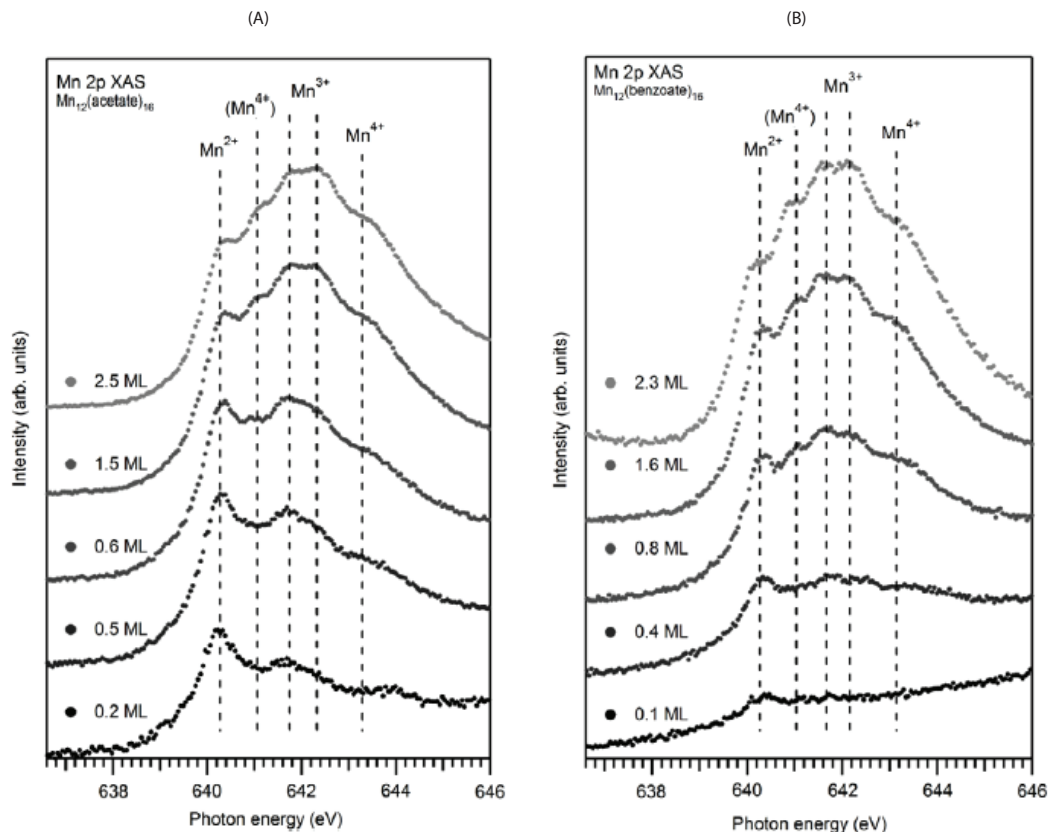 (A)
(B)
Mn 2p XAS
Mn₁₂(acetate)₁₆
Mn³⁺
(Mn⁴⁺)
Mn⁴⁺
Mn²⁺
2.5 ML
1.5 ML
0.6 ML
0.5 ML
0.2 ML
Intensity (arb. units)
638
640
642
644
646
Photon energy (eV)
Mn 2p XAS
Mn₁₂(benzoate)₁₆
Mn³⁺
(Mn⁴⁺)
Mn⁴⁺
Mn²⁺
2.3 ML
1.6 ML
0.8 ML
0.4 ML
0.1 ML
Intensity (arb. units)
638
640
642
644
646
Photon energy (eV)